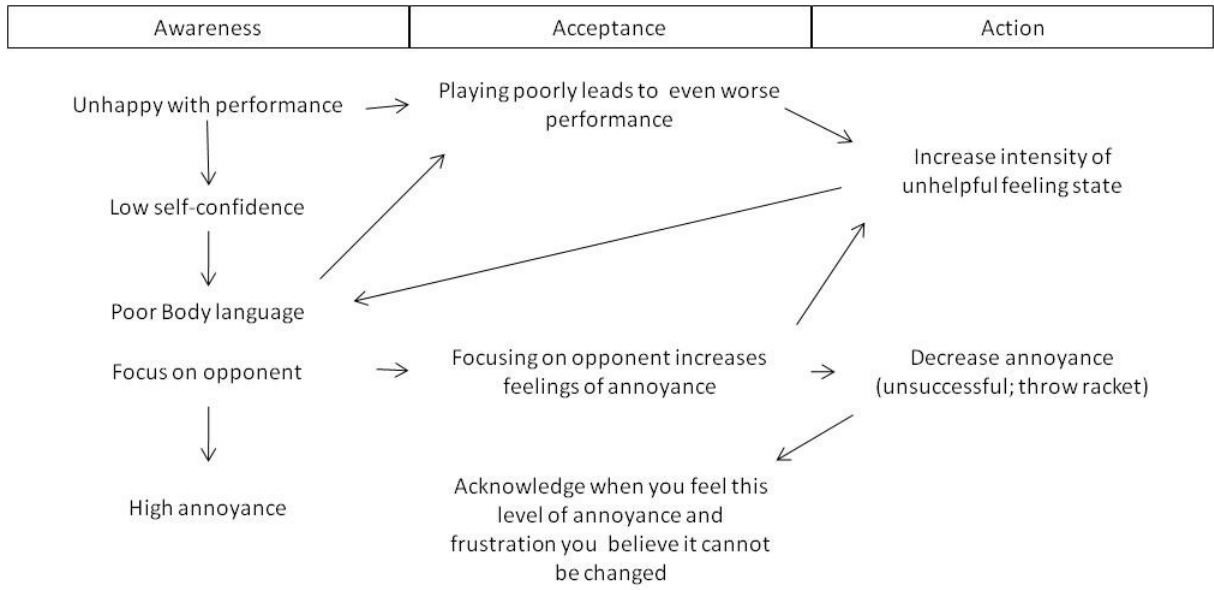 Awareness
Acceptance
Action
Unhappy with performance
Playing poorly leads to even worse
performance
Increase intensity of
unhelpful feeling state
Low self-confidence
Poor Body language
Focus on opponent
Focusing on opponent increases
feelings of annoyance
Decrease annoyance
(unsuccessful; throw racket)
High annoyance
Acknowledge when you feel this
level of annoyance and
frustration you believe it cannot
be changed